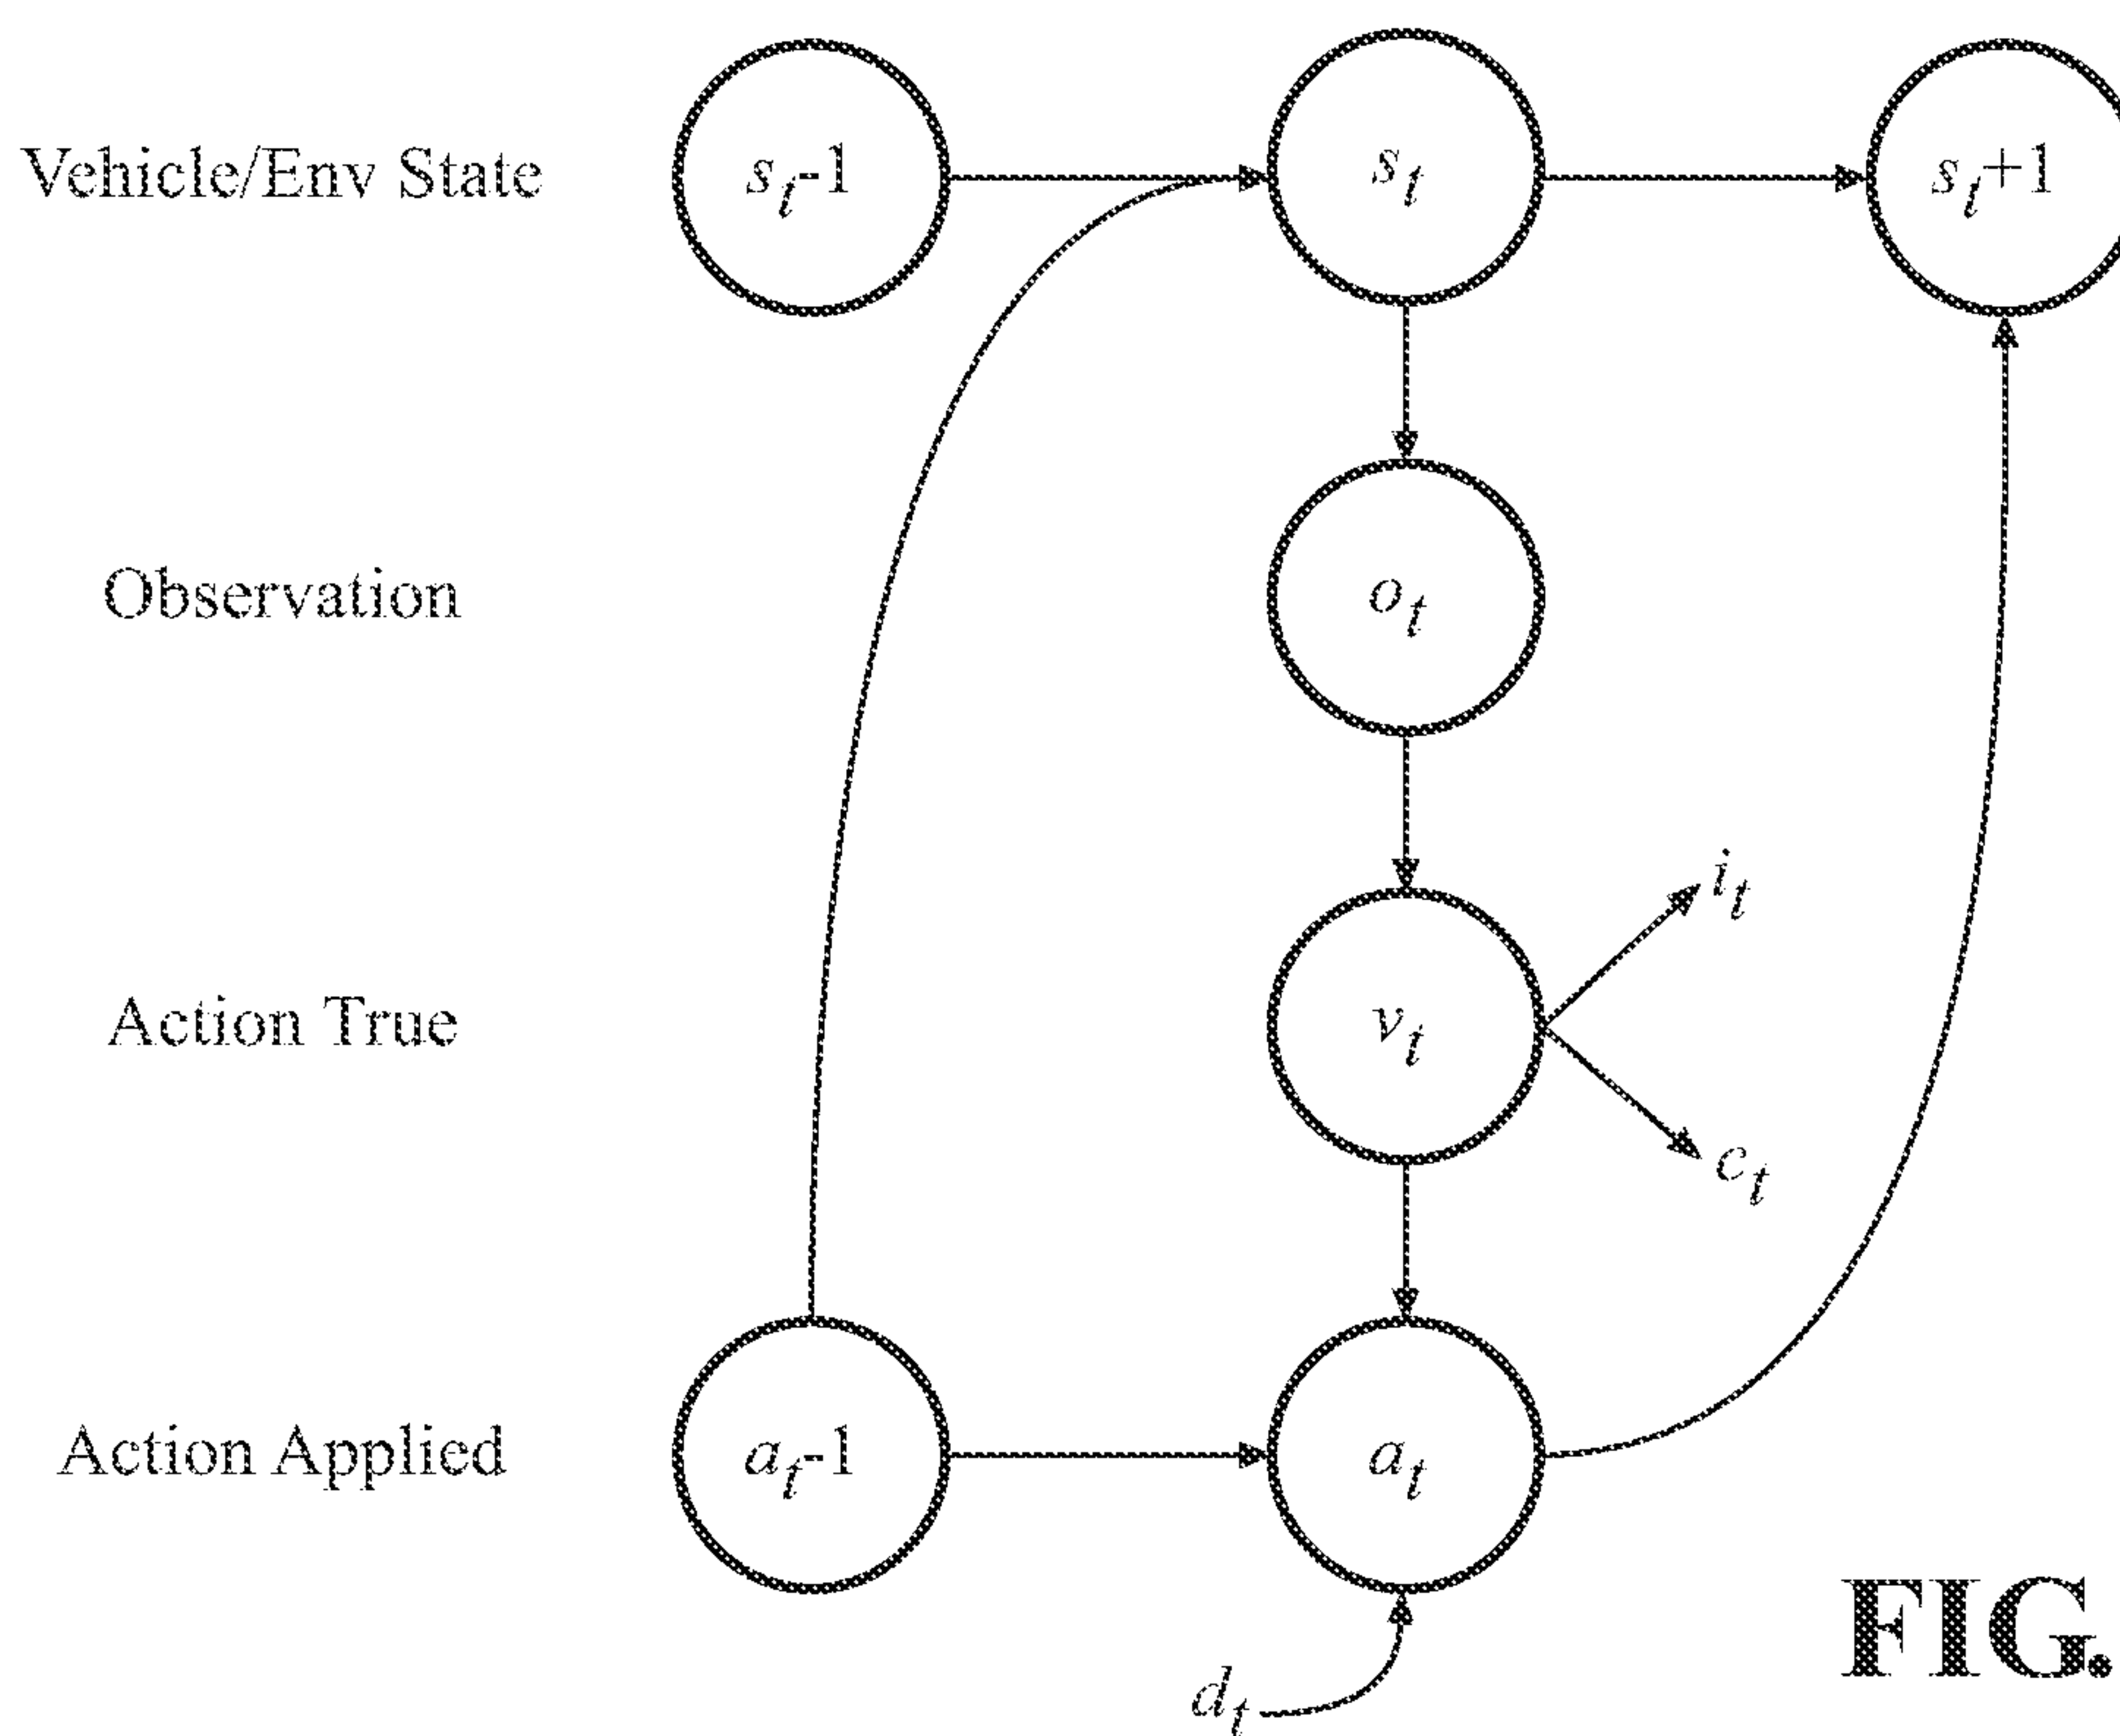 Vehicle/Env State s_t-1 s_t s_t+1
Observation o_t
i_t
Action True v_t
c_t
Action Applied a_t-1 a_t
FIG.
d_t